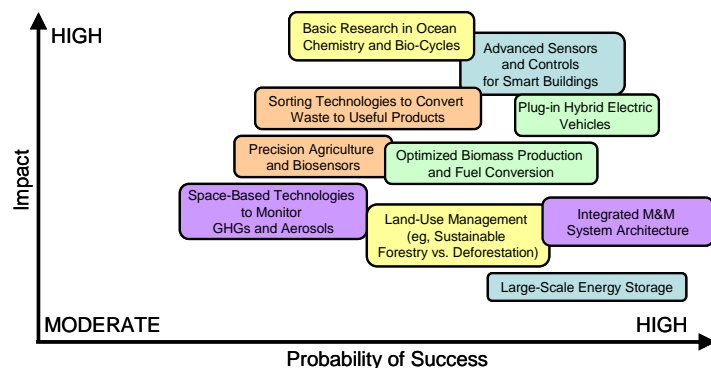 HIGH
Basic Research in Ocean
Chemistry and Bio-Cycles
Advanced Sensors
and Controls
for Smart Buildings
Sorting Technologies to Convert
Waste to Useful Products
Plug-in Hybrid Electric
Vehicles
Precision Agriculture
and Biosensors
Optimized Biomass Production
and Fuel Conversion
Impact
Space-Based Technologies
to Monitor
GHGs and Aerosols
Land-Use Management
(eg, Sustainable
Forestry vs. Deforestation)
Integrated M&M
System Architecture
Large-Scale Energy Storage
MODERATE
HIGH
Probability of Success